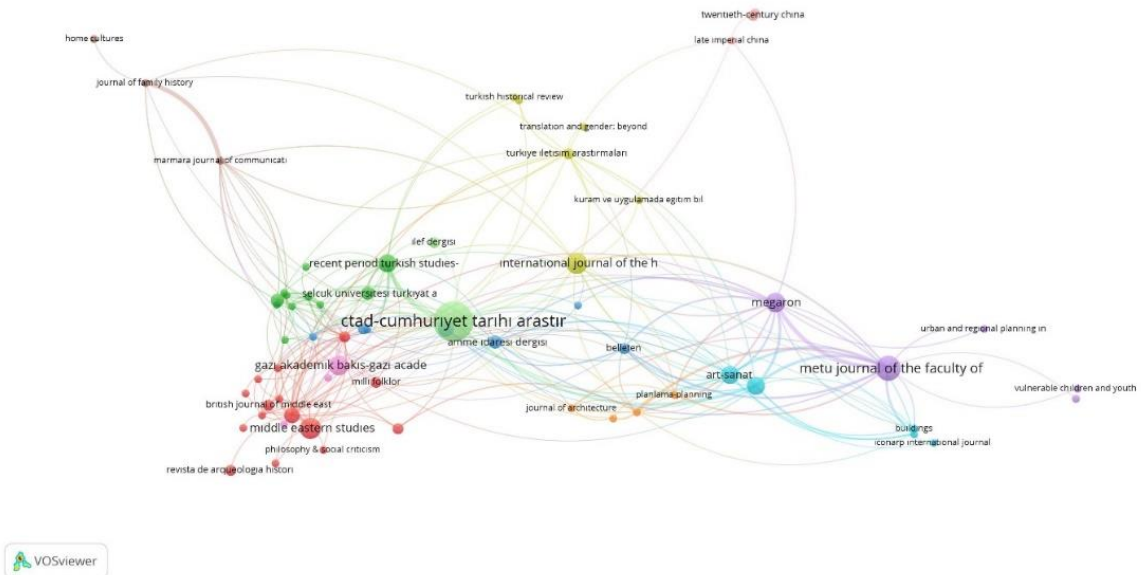 twentieth-century china
home cultures
late imperial china
journal of family history
turkish historical review
translation and gender: beyond
turkiye iletisim arastırmaları
marmara journal of communicati
kuram ve uygulamada egitim bil
ilef dergisi
recent period turkish studies-
international journal of the h
selcuk universitesi turkiyat a
megaron
ctad-cumhuriyet tarihi arastır
urban and regional planning in
amme idaresi dergisi
belleten
gazi akademik bakis-gazi acade
metu journal of the faculty of
art-sanat
milli folklor
vulnerable children and youth
planlama-planning
british journal of middle east
journal of architecture
middle eastern studies
buildings
iconarp international journal
philosophy & social criticism
revista de arqueologia histori
VOSviewer